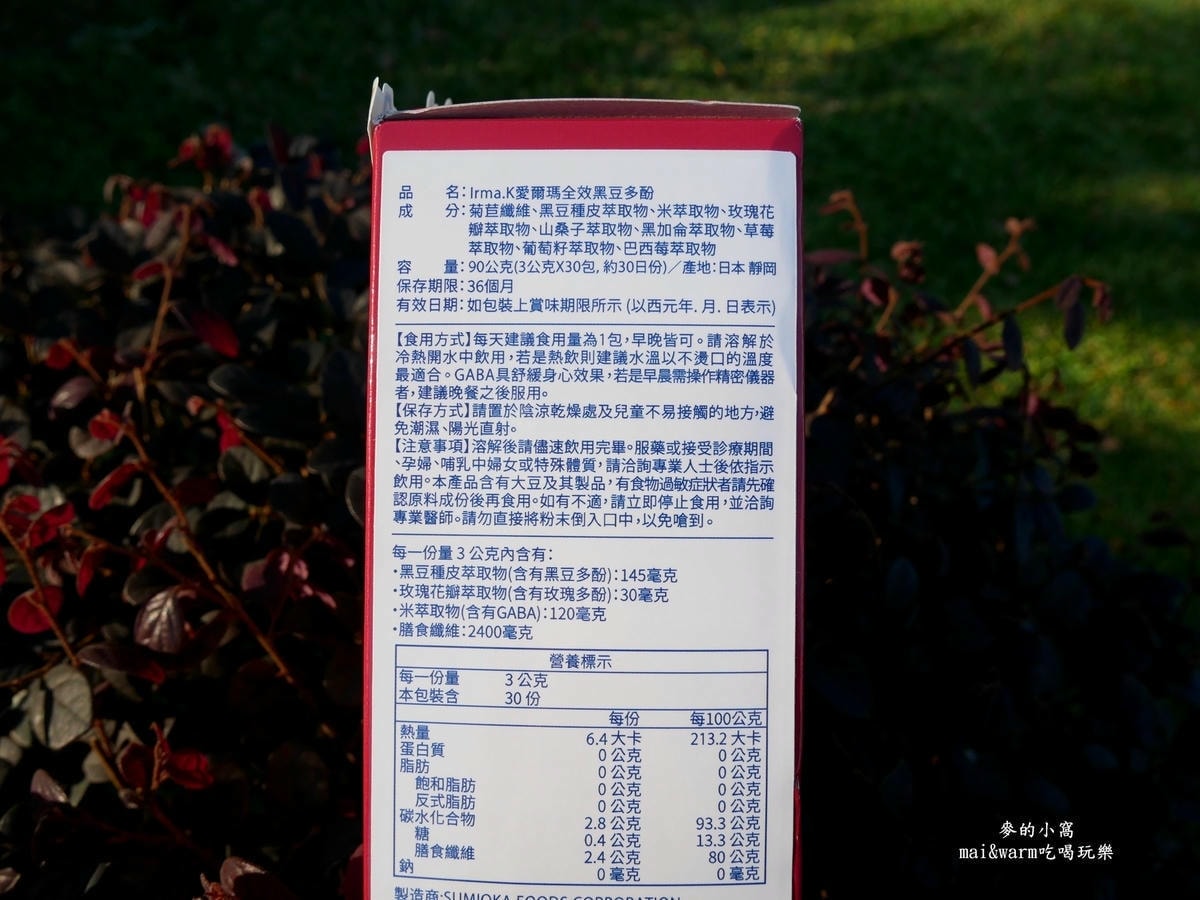 品　　名：Irma.K愛爾瑪全效黑豆多酚
成　　分：菊苣纖維、黑豆種皮萃取物、米萃取物、玫瑰花
瓣萃取物、山桑子萃取物、黑加侖萃取物、草莓
萃取物、葡萄籽萃取物、巴西莓萃取物
容　　量：90公克(3公克X30包, 約30日份)／產地：日本 靜岡
保存期限：36個月
有效日期：如包裝上賞味期限所示 (以西元年. 月. 日表示)
【食用方式】每天建議食用量為1包，早晚皆可。請溶解於
冷熱開水中飲用，若是熱飲則建議水溫以不燙口的溫度
最適合。GABA具舒緩身心效果，若是早晨需操作精密儀器
者，建議晚餐之後服用。
【保存方式】請置於陰涼乾燥處及兒童不易接觸的地方，避
免潮濕、陽光直射。
【注意事項】溶解後請儘速飲用完畢。服藥或接受診療期間
、孕婦、哺乳中婦女或特殊體質，請洽詢專業人士後依指示
飲用。本產品含有大豆及其製品，有食物過敏症狀者請先確
認原料成份後再食用。如有不適，請立即停止食用，並洽詢
專業醫師。請勿直接將粉末倒入口中，以免嗆到。
每一份量 3 公克內含有：
·黑豆種皮萃取物(含有黑豆多酚)：145毫克
·玫瑰花瓣萃取物(含有玫瑰多酚)：30毫克
·米萃取物(含有GABA)：120毫克
·膳食纖維：2400毫克
營養標示
每一份量 3 公克
本包裝含 30 份
每份 每100公克
熱量 6.4 大卡 213.2 大卡
蛋白質 0 公克 0 公克
脂肪 0 公克 0 公克
飽和脂肪 0 公克 0 公克
反式脂肪 0 公克 0 公克
碳水化合物 2.8 公克 93.3 公克
糖 0.4 公克 13.3 公克
膳食纖維 2.4 公克 80 公克
鈉 0 毫克 0 毫克
製造商：SUMIOKA FOODS CORPORATION
麥的小窩
mai&warm吃喝玩樂